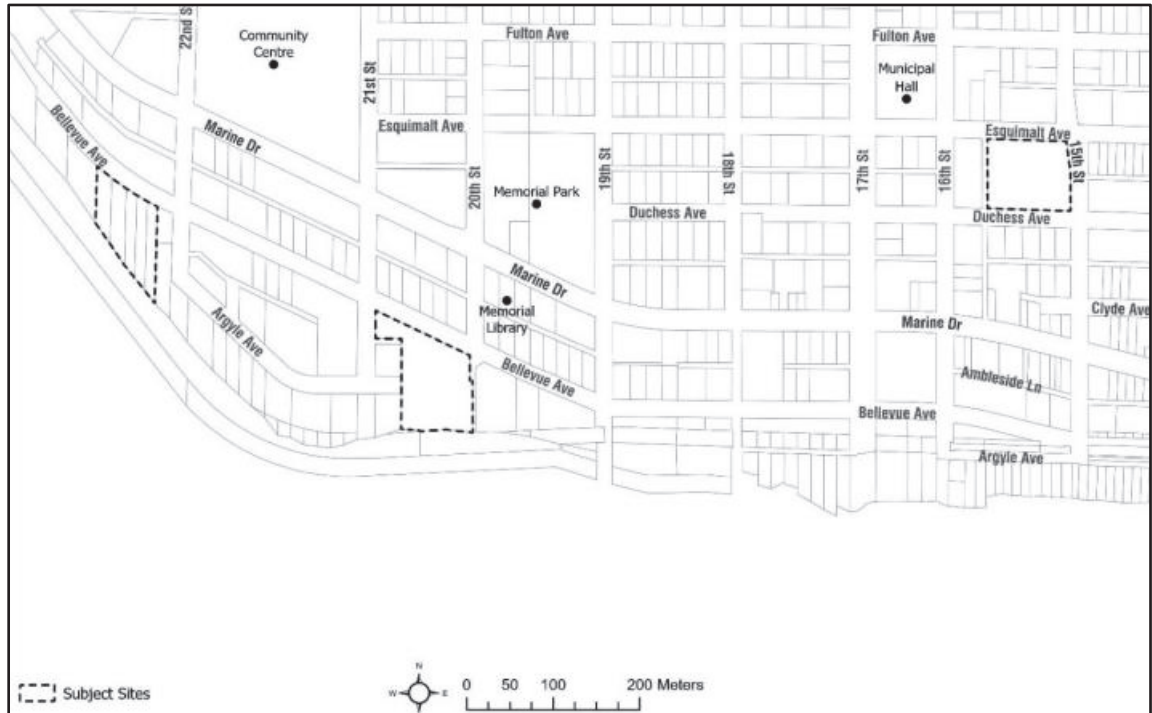 22nd St
Community
Centre
Fulton Ave
Fulton Ave
Municipal
Hall
21st St
Bellevue Ave
Marine Dr
Esquimalt Ave
Esquimalt Ave
15th St
20th St
19th St
18th St
17th St
16th St
Memorial Park
Duchess Ave
Duchess Ave
Marine Dr
Memorial
Library
Clyde Ave
Marine Dr
Argyle Ave
Bellevue Ave
Ambleside Ln
Bellevue Ave
Argyle Ave
Subject Sites
N
W
E
S
0 50 100 200 Meters